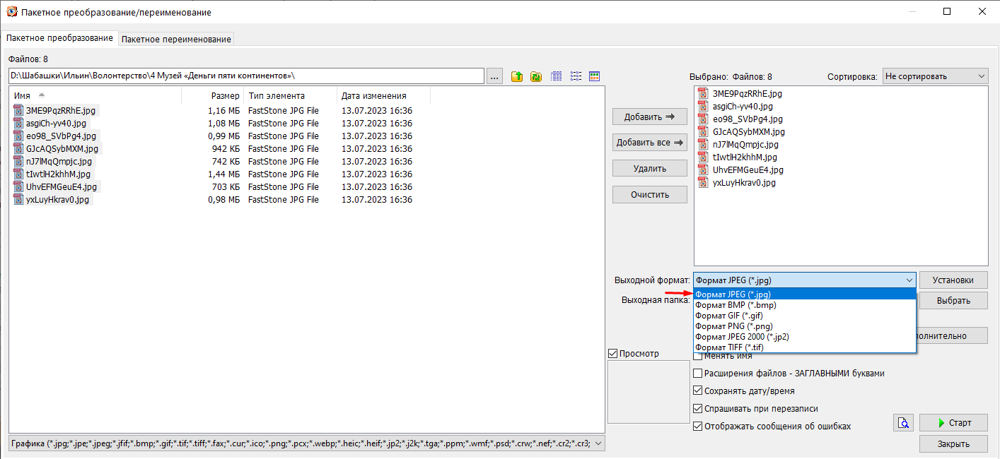 Пакетное преобразование/переименование
Пакетное преобразование Пакетное переименование
Файлов: 8
D:\Шабашки\Ильин\Волонтерство\4 Музей «Деньги пяти континентов»\ ...
Выбрано: Файлов: 8 Сортировка: Не сортировать
Имя Размер Тип элемента Дата изменения
3ME9PqzRRhE.jpg 1,16 МБ FastStone JPG File 13.07.2023 16:36
asgiCh-yv40.jpg 1,08 МБ FastStone JPG File 13.07.2023 16:36
eo98_SVbPg4.jpg 0,99 МБ FastStone JPG File 13.07.2023 16:36
GJcAQSybMXM.jpg 942 КБ FastStone JPG File 13.07.2023 16:36
nJ7lMqQmpjc.jpg 742 КБ FastStone JPG File 13.07.2023 16:36
tIwtlH2khhM.jpg 1,44 МБ FastStone JPG File 13.07.2023 16:36
UhvEFMGeuE4.jpg 703 КБ FastStone JPG File 13.07.2023 16:36
yxLuyHkrav0.jpg 0,98 МБ FastStone JPG File 13.07.2023 16:36
Добавить
Добавить все
Удалить
Очистить
3ME9PqzRRhE.jpg
asgiCh-yv40.jpg
eo98_SVbPg4.jpg
GJcAQSybMXM.jpg
nJ7lMqQmpjc.jpg
tIwtlH2khhM.jpg
UhvEFMGeuE4.jpg
yxLuyHkrav0.jpg
Выходной формат: Формат JPEG (*.jpg) Установки
Формат JPEG (*.jpg)
Выходная папка: Выбрать
Формат BMP (*.bmp)
Формат GIF (*.gif)
Формат PNG (*.png)
Формат JPEG 2000 (*.jp2)
Формат TIFF (*.tif)
олнительно
Просмотр
Менять имя
Расширения файлов - ЗАГЛАВНЫМИ буквами
Сохранять дату/время
Спрашивать при перезаписи
Отображать сообщения об ошибках
Старт
Закрыть
Графика (*.jpg;*.jpe;*.jpeg;*.jfif;*.bmp;*.gif;*.tif;*.tiff;*.fax;*.cur;*.ico;*.png;*.pcx;*.webp;*.heic;*.heif;*.jp2;*.j2k;*.tga;*.ppm;*.wmf;*.psd;*.crw;*.nef;*.cr2;*.cr3;